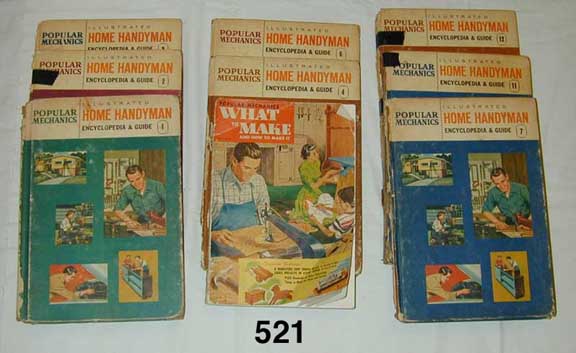 POPULAR MECHANICS
ILLUSTRATED
HOME HANDYMAN
ENCYCLOPEDIA & GUIDE
POPULAR MECHANICS
ILLUSTRATED
HOME HANDYMAN
ENCYCLOPEDIA & GUIDE 2
POPULAR MECHANICS
ILLUSTRATED
HOME HANDYMAN
ENCYCLOPEDIA & GUIDE 1
POPULAR MECHANICS
ILLUSTRATED
HOME HANDYMAN
ENCYCLOPEDIA & GUIDE 6
POPULAR MECHANICS
ILLUSTRATED
HOME HANDYMAN
ENCYCLOPEDIA & GUIDE 4
POPULAR MECHANICS
WHAT
TO MAKE
AND HOW TO MAKE IT
POPULAR MECHANICS
ILLUSTRATED
HOME HANDYMAN
ENCYCLOPEDIA & GUIDE 12
POPULAR MECHANICS
ILLUSTRATED
HOME HANDYMAN
ENCYCLOPEDIA & GUIDE 11
POPULAR MECHANICS
ILLUSTRATED
HOME HANDYMAN
ENCYCLOPEDIA & GUIDE 7
521